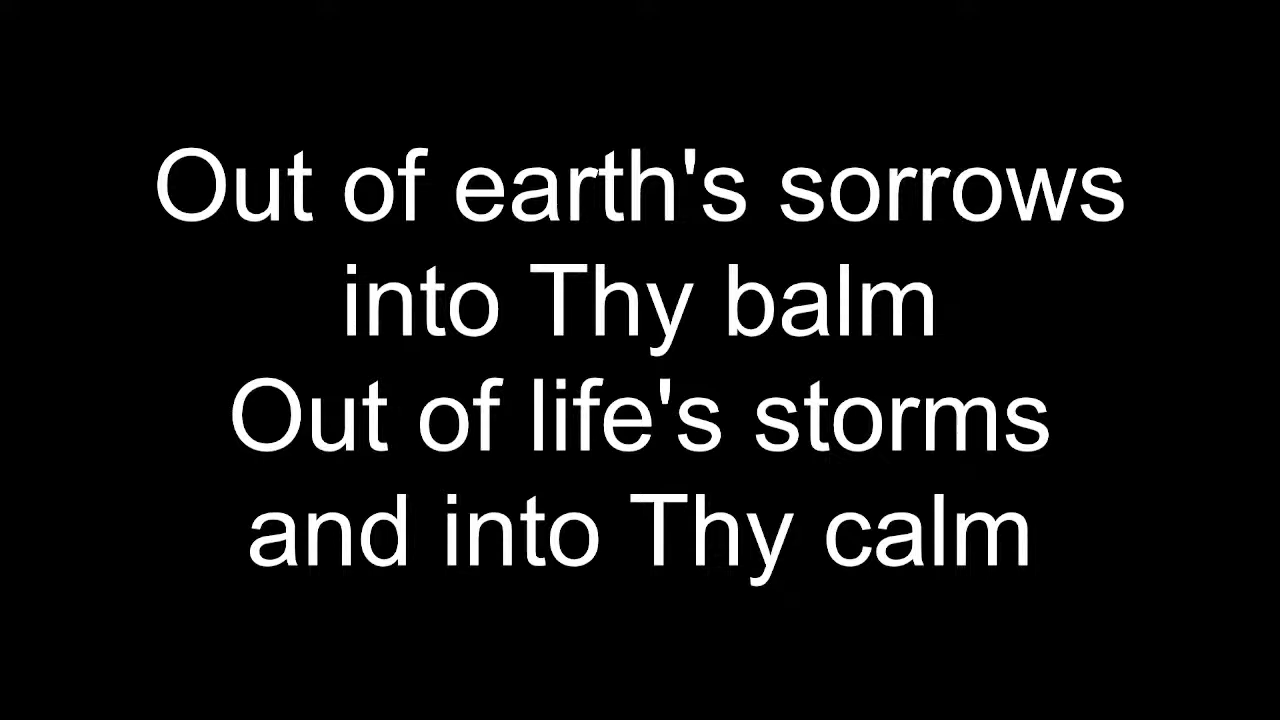 Out of earth's sorrows
into Thy balm
Out of life's storms
and into Thy calm